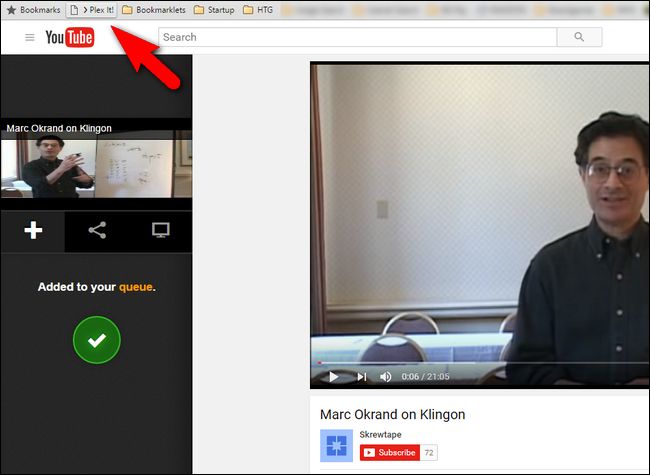 Bookmarks > Plex It! Bookmarklets Startup HTG
YouTube
Search
Marc Okrand on Klingon
Added to your queue.
0:06 / 21:05
Marc Okrand on Klingon
Skrewtape
Subscribe 72